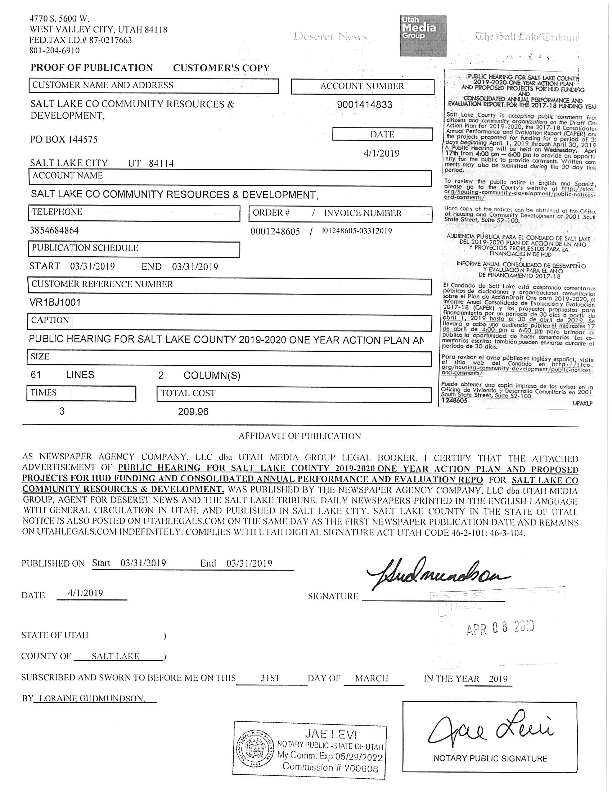 4770 S. 5600 W.
WEST VALLEY CITY, UTAH 84118
FED.TAX I.D.# 87-0217663
801-204-6910
Deseret News
Utah
Media
Group
The Salt Lake Tribune
PROOF OF PUBLICATION CUSTOMER'S COPY
CUSTOMER NAME AND ADDRESS
ACCOUNT NUMBER
SALT LAKE CO COMMUNITY RESOURCES &
DEVELOPMENT,
9001414833
PO BOX 144575
DATE
4/1/2019
SALT LAKE CITY UT 84114
ACCOUNT NAME
SALT LAKE CO COMMUNITY RESOURCES & DEVELOPMENT,
TELEPHONE
ORDER # / INVOICE NUMBER
3854684864
0001248605 / I01248605-03312019
PUBLICATION SCHEDULE
START 03/31/2019 END 03/31/2019
CUSTOMER REFERENCE NUMBER
VR1BJ1001
CAPTION
PUBLIC HEARING FOR SALT LAKE COUNTY 2019-2020 ONE YEAR ACTION PLAN AN
SIZE
61 LINES 2 COLUMN(S)
TIMES
TOTAL COST
3
209.96
PUBLIC HEARING FOR SALT LAKE COUNTY
2019-2020 ONE YEAR ACTION PLAN
AND PROPOSED PROJECTS FOR HUD FUNDING
AND
CONSOLIDATED ANNUAL PERFORMANCE AND
EVALUATION REPORT FOR THE 2017-18 FUNDING YEAR
Salt Lake County is accepting public comments from
citizens and community organizations on the Draft On
Action Plan for 2019-2020, the 2017-18 Consolidated
Annual Performance and Evaluation Report (CAPER) and
the projects proposed for funding for a period of 30
days beginning April 1, 2019 through April 30, 2019
A Public Hearing will be held on Wednesday, April
17th from 4:00 pm – 6:00 pm to provide an opportu
nity for the public to provide comments. Written com
ments may also be submitted during the 30 day time
period.
To review the public notice in English and Spanish,
please go to the County's website at http://slco.
org/housing-community-development/public-notices-
and-comments/
Hard copy of the notices can be obtained at the Office
of Housing and Community Development at 2001 South
State Street, Suite S2-100.
AUDIENCIA PÚBLICA PARA EL CONDADO DE SALT LAKE
DEL 2019-2020 PLAN DE ACCIÓN DE UN AÑO
Y PROYECTOS PROPUESTOS PARA LA
FINANCIACIÓN DE HUD
Y
INFORME ANUAL CONSOLIDADO DE DESEMPEÑO
Y EVALUACIÓN PARA EL AÑO
DE FINANCIAMIENTO 2017-18
El Condado de Salt Lake está aceptando comentarios
públicos de ciudadanos y organizaciones comunitarias
sobre el Plan de AcciónDraft One para 2019-2020, el
Informe Anual Consolidado de Evaluación y Evaluación
2017-18 (CAPER) y los proyectos propuestos para
financiamiento por un período de 30 días a partir de
abril 1, 2019 hasta el 30 de abril de 2019. Se
llevará a cabo una audiencia pública el miércoles 17
de abril de 4:00 pm a 6:00 pm para brindar al
público la oportunidad de hacer comentarios. Los co-
mentarios escritos también pueden enviarse durante el
período de 30 días.
Para revisar el aviso público en inglés y español, visite
el sitio web del Condado en http://slco.
org/housing-community-development/public-notices-
and-comments/
Puede obtener una copia impresa de los avisos en la
Oficina de Vivienda y Desarrollo Comunitario en 2001
South State Street, Suite S2-100.
1248605 UPAXLP
AFFIDAVIT OF PUBLICATION
AS NEWSPAPER AGENCY COMPANY, LLC dba UTAH MEDIA GROUP LEGAL BOOKER, I CERTIFY THAT THE ATTACHED
ADVERTISEMENT OF PUBLIC HEARING FOR SALT LAKE COUNTY 2019-2020 ONE YEAR ACTION PLAN AND PROPOSED
PROJECTS FOR HUD FUNDING AND CONSOLIDATED ANNUAL PERFORMANCE AND EVALUATION REPO FOR SALT LAKE CO
COMMUNITY RESOURCES & DEVELOPMENT, WAS PUBLISHED BY THE NEWSPAPER AGENCY COMPANY, LLC dba UTAH MEDIA
GROUP, AGENT FOR DESERET NEWS AND THE SALT LAKE TRIBUNE, DAILY NEWSPAPERS PRINTED IN THE ENGLISH LANGUAGE
WITH GENERAL CIRCULATION IN UTAH, AND PUBLISHED IN SALT LAKE CITY, SALT LAKE COUNTY IN THE STATE OF UTAH.
NOTICE IS ALSO POSTED ON UTAHLEGALS.COM ON THE SAME DAY AS THE FIRST NEWSPAPER PUBLICATION DATE AND REMAINS
ON UTAHLEGALS.COM INDEFINITELY. COMPLIES WITH UTAH DIGITAL SIGNATURE ACT UTAH CODE 46-2-101; 46-3-104.
PUBLISHED ON Start 03/31/2019 End 03/31/2019
DATE 4/1/2019
SIGNATURE
APR 08 2019
STATE OF UTAH )
COUNTY OF SALT LAKE )
SUBSCRIBED AND SWORN TO BEFORE ME ON THIS 31ST DAY OF MARCH IN THE YEAR 2019
BY LORAINE GUDMUNDSON.
JAE LEVI
NOTARY PUBLIC -STATE OF UTAH
My Comm. Exp 05/29/2022
Commission # 700608
Jae Levi
NOTARY PUBLIC SIGNATURE